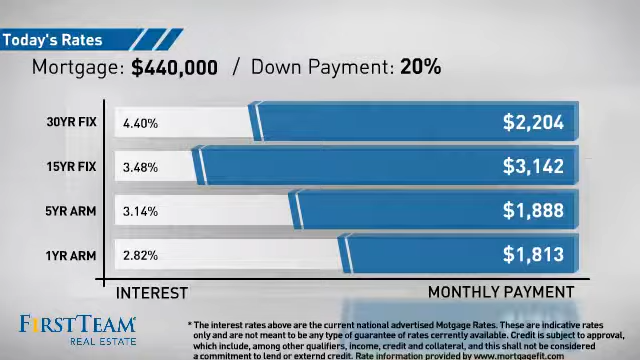 Today's Rates
Mortgage: $440,000 / Down Payment: 20%
30YR FIX 4.40% $2,204
15YR FIX 3.48% $3,142
5YR ARM 3.14% $1,888
1YR ARM 2.82% $1,813
INTEREST MONTHLY PAYMENT
FIRSTTEAM®
REAL ESTATE
* The interest rates above are the current national advertised Motgage Rates. These are indicative rates
only and are not meant to be any type of guarantee of rates cerrently available. Credit is subject to approval,
which include, among other qualifiers, income, credit and collateral, and this shall not be considered
a commitment to lend or externd credit. Rate information provided by www.mortgagefit.com